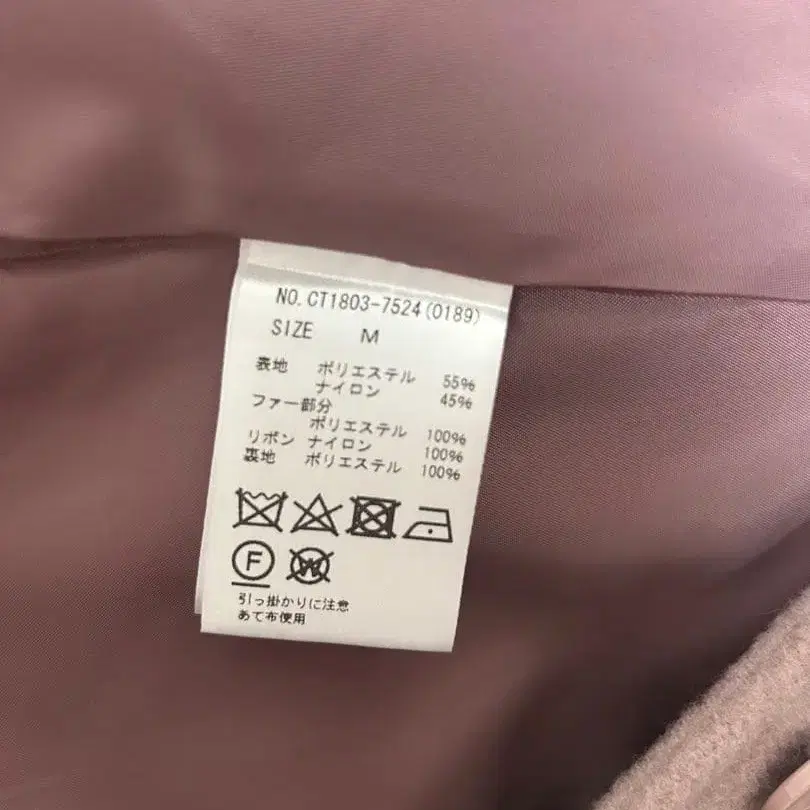 NO. CT1803-7524(0189)
SIZE M
表地 ポリエステル 55%
ナイロン 45%
ファー部分
ポリエステル 100%
リボン ナイロン 100%
裏地 ポリエステル 100%
F W
引っ掛かりに注意
あて布使用